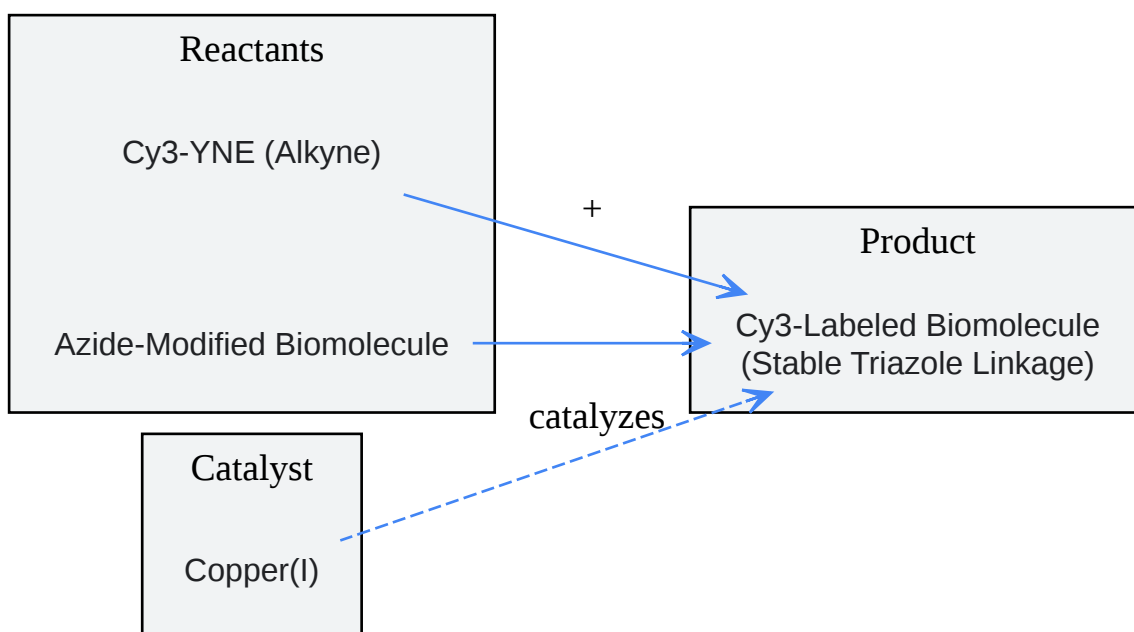 Reactants
Cy3-YNE (Alkyne)
+
Product
Cy3-Labeled Biomolecule
(Stable Triazole Linkage)
Azide-Modified Biomolecule
catalyzes
Catalyst
Copper(I)